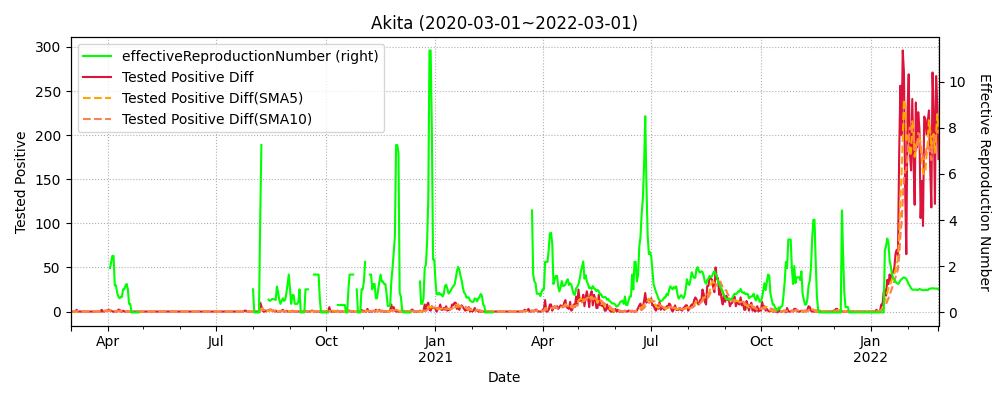 Akita (2020-03-01~2022-03-01)
effectiveReproductionNumber (right)
Tested Positive Diff
Tested Positive Diff(SMA5)
Tested Positive Diff(SMA10)
Tested Positive
300
250
200
150
100
50
0
Effective Reproduction Number
10
8
6
4
2
0
Apr
Jul
Oct
Jan
2021
Apr
Jul
Oct
Jan
2022
Date